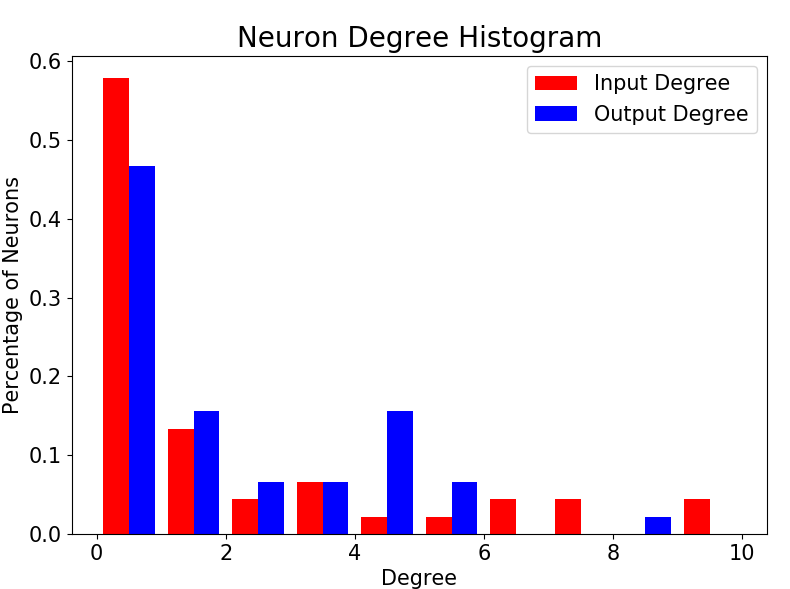 Neuron Degree Histogram
Input Degree
Output Degree
Percentage of Neurons
0.6
0.5
0.4
0.3
0.2
0.1
0.0
0 2 4 6 8 10
Degree